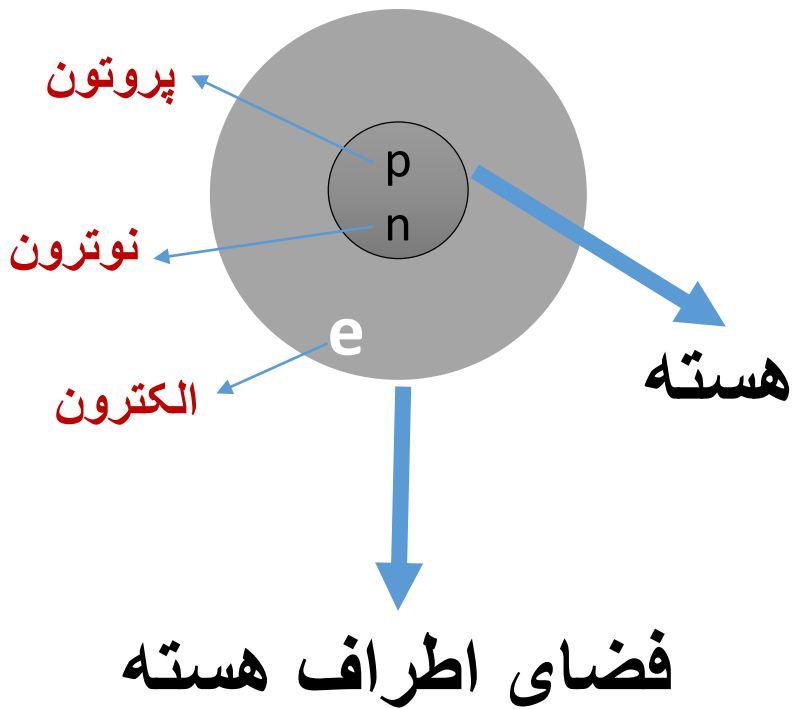 پروتون
p
نوترون
n
e
هسته
الکترون
فضای اطراف هسته